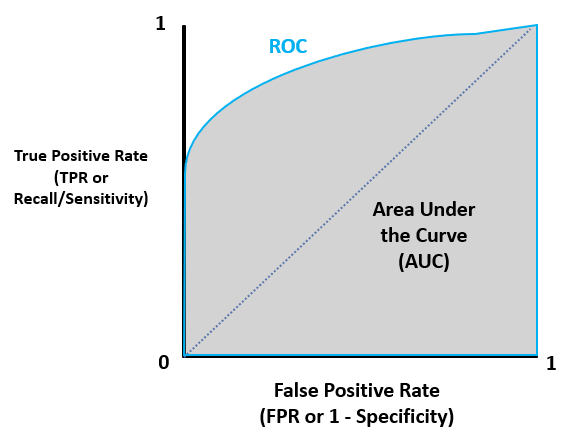 1
ROC
True Positive Rate
(TPR or
Recall/Sensitivity)
Area Under
the Curve
(AUC)
0
1
False Positive Rate
(FPR or 1 - Specificity)